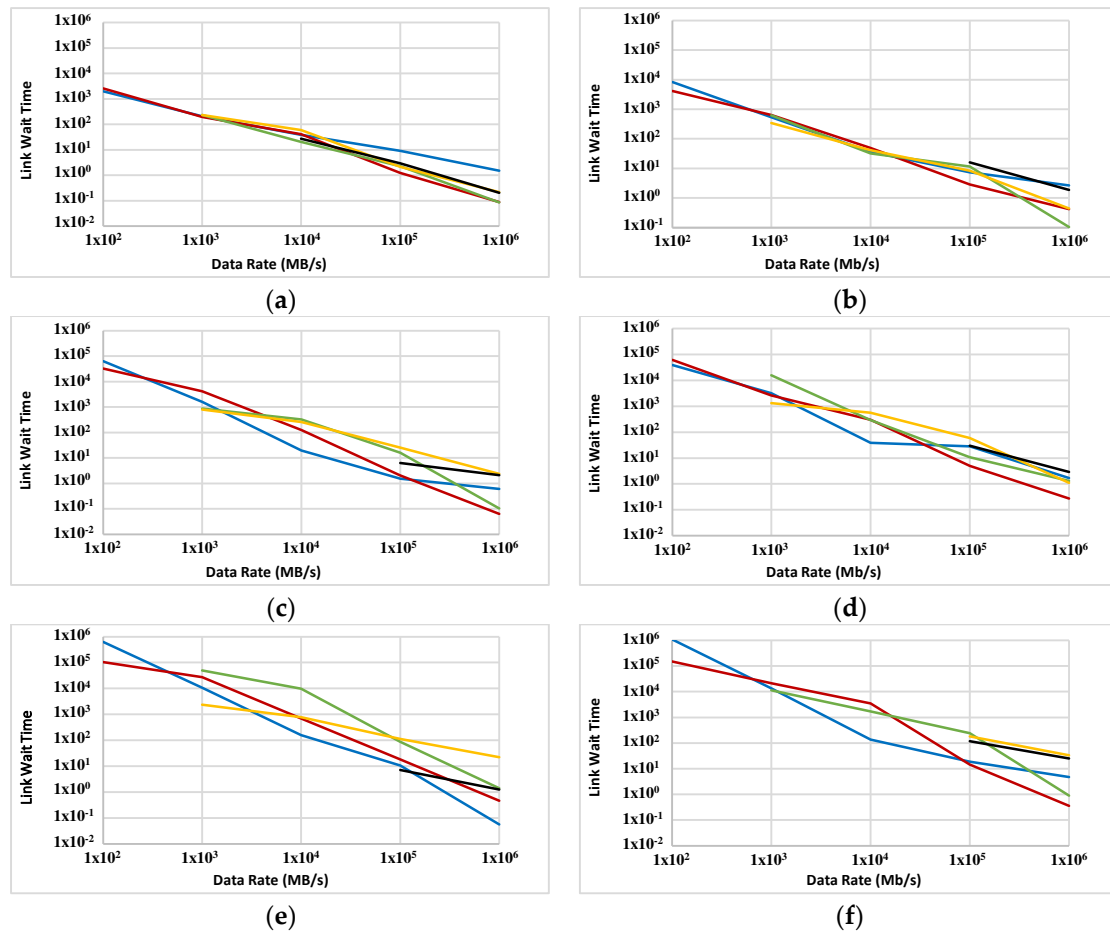 1x10⁶
1x10⁵
1x10⁴
1x10³
1x10²
1x10¹
1x10⁰
1x10⁻¹
1x10⁻²
Link Wait Time
1x10² 1x10³ 1x10⁴ 1x10⁵ 1x10⁶
Data Rate (MB/s)
(a)
1x10⁶
1x10⁵
1x10⁴
1x10³
1x10²
1x10¹
1x10⁰
1x10⁻¹
Link Wait Time
1x10² 1x10³ 1x10⁴ 1x10⁵ 1x10⁶
Data Rate (Mb/s)
(b)
1x10⁶
1x10⁵
1x10⁴
1x10³
1x10²
1x10¹
1x10⁰
1x10⁻¹
1x10⁻²
Link Wait Time
1x10² 1x10³ 1x10⁴ 1x10⁵ 1x10⁶
Data Rate (MB/s)
(c)
1x10⁶
1x10⁵
1x10⁴
1x10³
1x10²
1x10¹
1x10⁰
1x10⁻¹
1x10⁻²
Link Wait Time
1x10² 1x10³ 1x10⁴ 1x10⁵ 1x10⁶
Data Rate (Mb/s)
(d)
1x10⁶
1x10⁵
1x10⁴
1x10³
1x10²
1x10¹
1x10⁰
1x10⁻¹
1x10⁻²
Link Wait Time
1x10² 1x10³ 1x10⁴ 1x10⁵ 1x10⁶
Data Rate (MB/s)
(e)
1x10⁶
1x10⁵
1x10⁴
1x10³
1x10²
1x10¹
1x10⁰
1x10⁻¹
1x10⁻²
Link Wait Time
1x10² 1x10³ 1x10⁴ 1x10⁵ 1x10⁶
Data Rate (Mb/s)
(f)